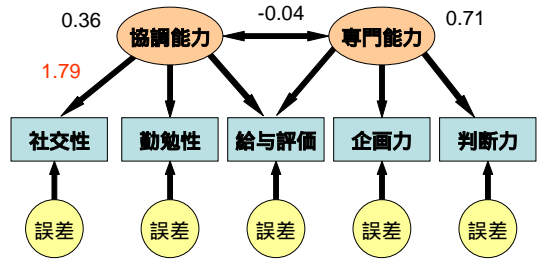 0.36
協調能力
-0.04
専門能力
0.71
1.79
社交性
勤勉性
給与評価
企画力
判断力
誤差
誤差
誤差
誤差
誤差